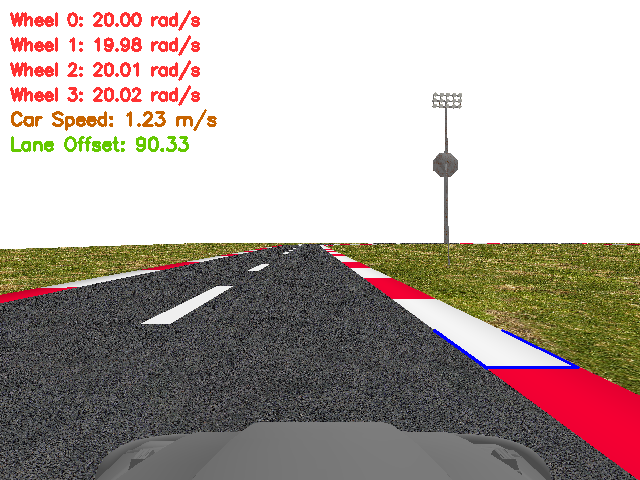 Wheel 0: 20.00 rad/s
Wheel 1: 19.98 rad/s
Wheel 2: 20.01 rad/s
Wheel 3: 20.02 rad/s
Car Speed: 1.23 m/s
Lane Offset: 90.33